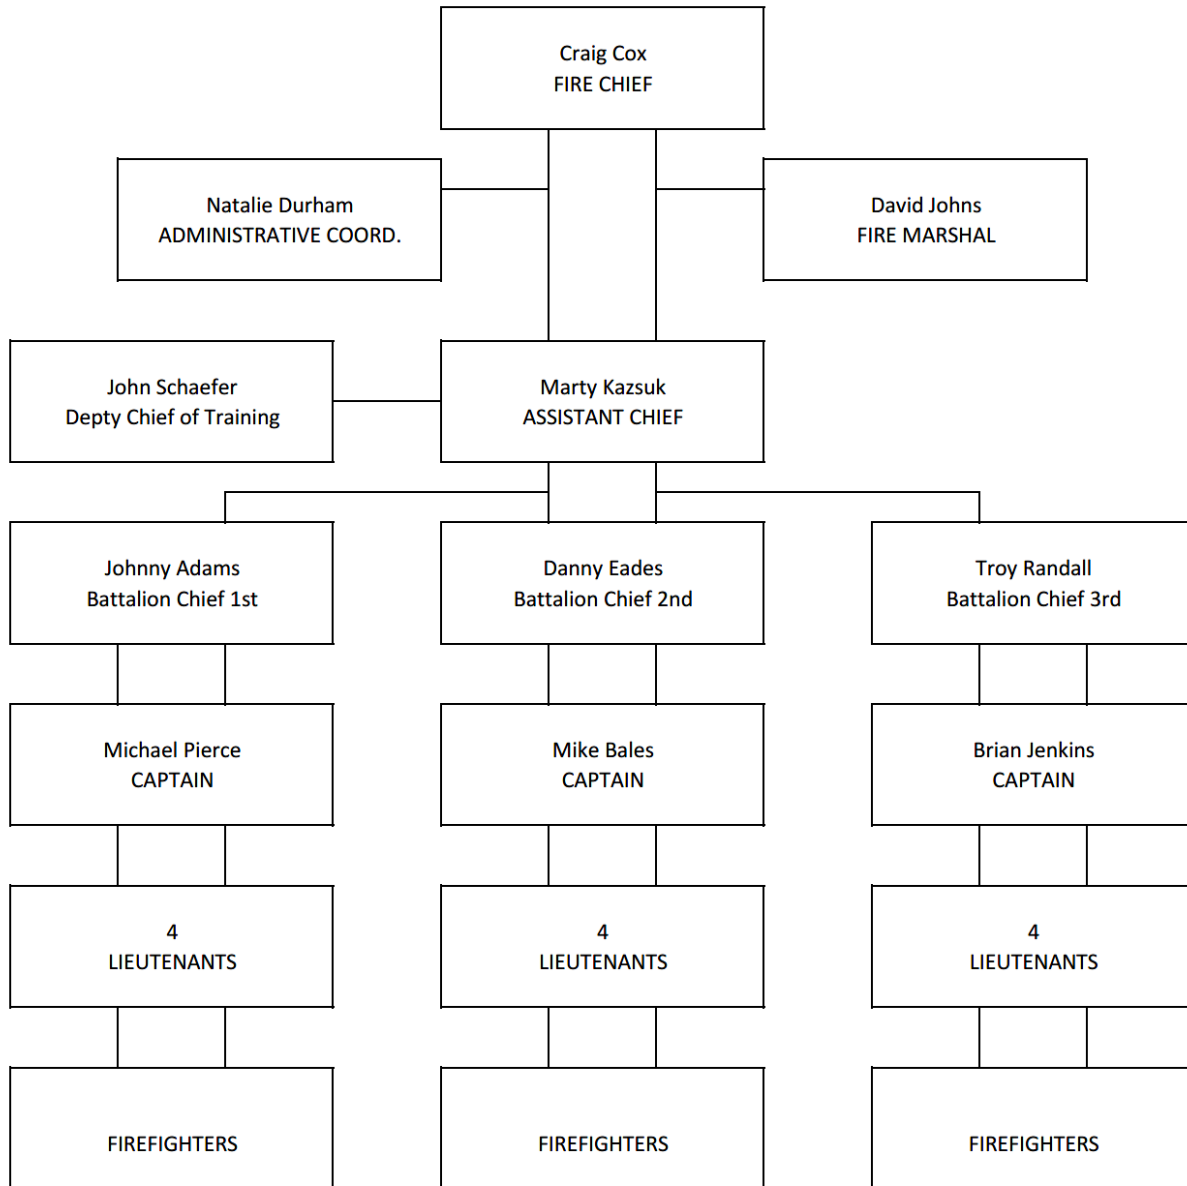 Craig Cox
FIRE CHIEF
Natalie Durham
ADMINISTRATIVE COORD.
David Johns
FIRE MARSHAL
John Schaefer
Depty Chief of Training
Marty Kazsuk
ASSISTANT CHIEF
Johnny Adams
Battalion Chief 1st
Danny Eades
Battalion Chief 2nd
Troy Randall
Battalion Chief 3rd
Michael Pierce
CAPTAIN
Mike Bales
CAPTAIN
Brian Jenkins
CAPTAIN
4
LIEUTENANTS
4
LIEUTENANTS
4
LIEUTENANTS
FIREFIGHTERS
FIREFIGHTERS
FIREFIGHTERS